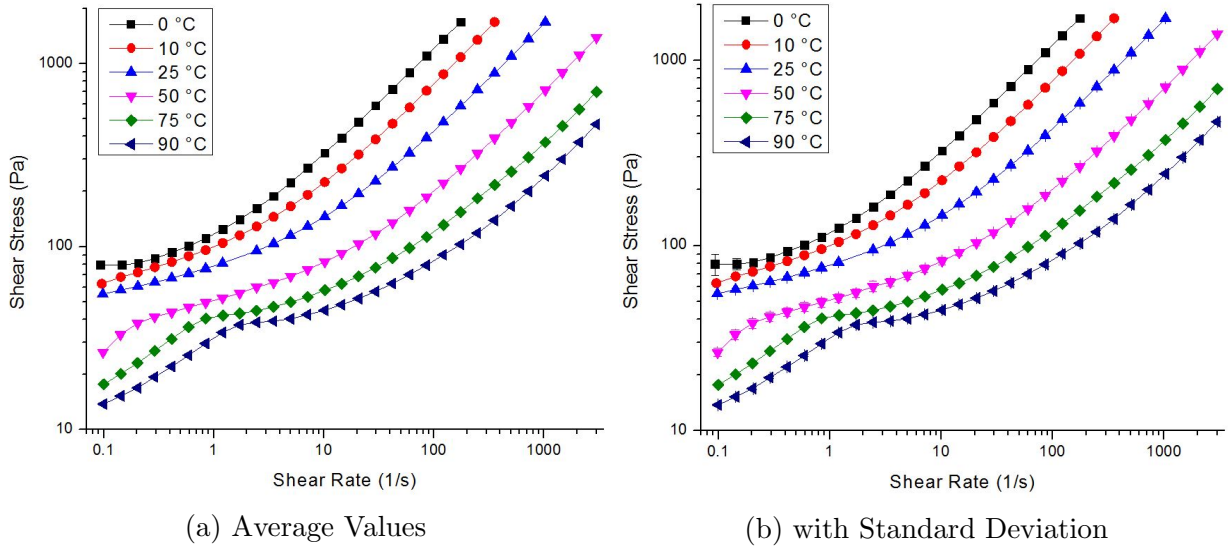 0 °C
10 °C
25 °C
50 °C
75 °C
90 °C
1000
100
10
Shear Stress (Pa)
0.1
1
10
100
1000
Shear Rate (1/s)
(a) Average Values
0 °C
10 °C
25 °C
50 °C
75 °C
90 °C
1000
100
10
Shear Stress (Pa)
0.1
1
10
100
1000
Shear Rate (1/s)
(b) with Standard Deviation